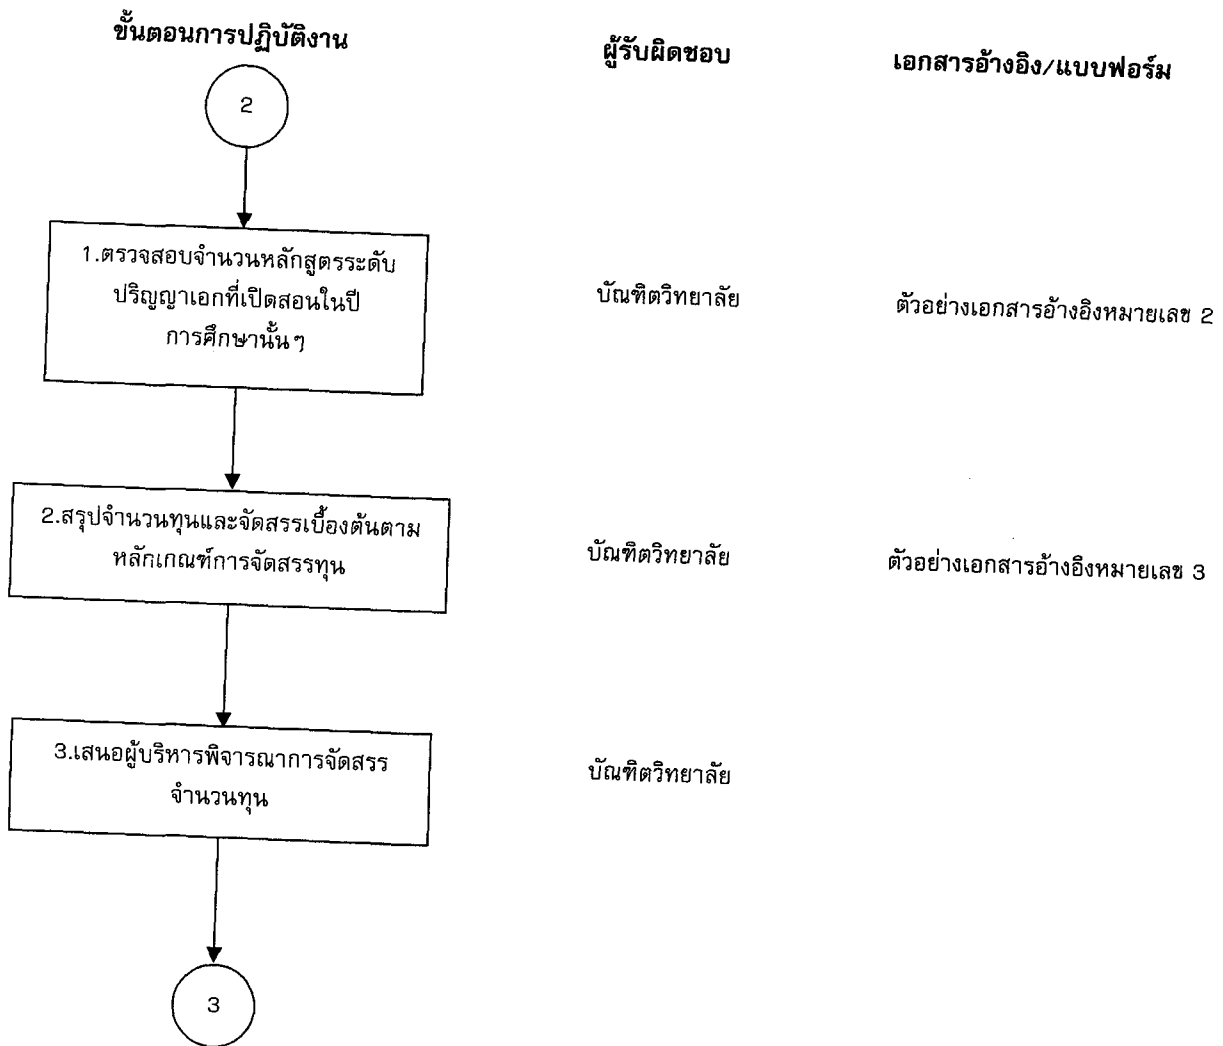 ขั้นตอนการปฏิบัติงาน ผู้รับผิดชอบ เอกสารอ้างอิง/แบบฟอร์ม
2
1.ตรวจสอบจำนวนหลักสูตรระดับ
ปริญญาเอกที่เปิดสอนในปี
การศึกษานั้นๆ
บัณฑิตวิทยาลัย ตัวอย่างเอกสารอ้างอิงหมายเลข 2
2.สรุปจำนวนทุนและจัดสรรเบื้องต้นตาม
หลักเกณฑ์การจัดสรรทุน
บัณฑิตวิทยาลัย ตัวอย่างเอกสารอ้างอิงหมายเลข 3
3.เสนอผู้บริหารพิจารณาการจัดสรร
จำนวนทุน
บัณฑิตวิทยาลัย
3